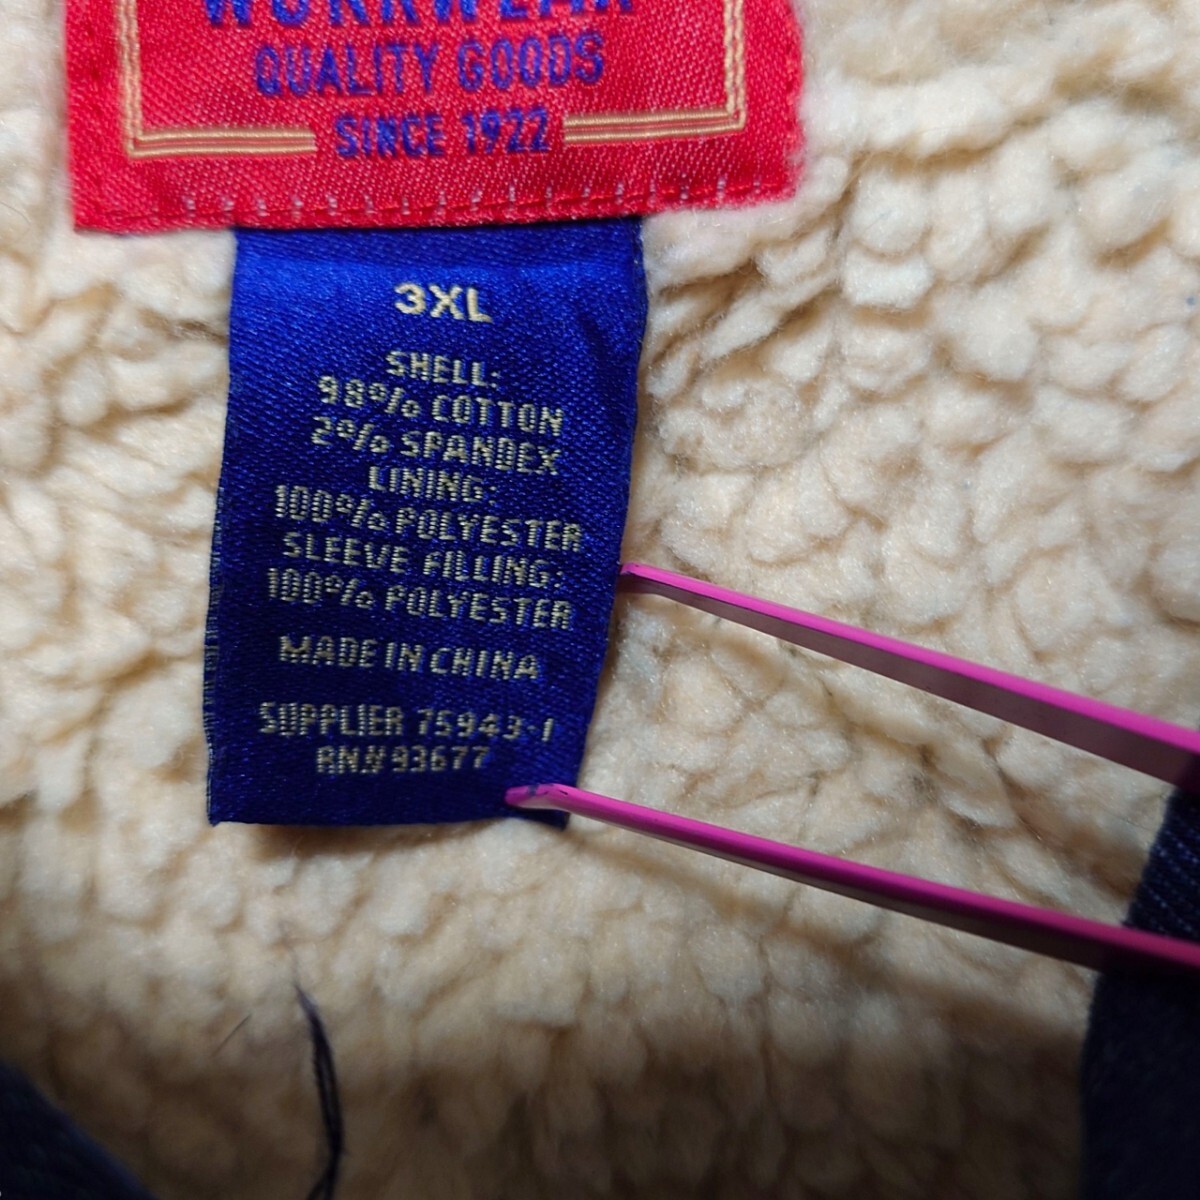 WORKWEAR
QUALITY GOODS
SINCE 1922
3XL
SHELL:
98% COTTON
2% SPANDEX
LINING:
100% POLYESTER
SLEEVE FILLING:
100% POLYESTER
MADE IN CHINA
SUPPLIER 75943-1
RN# 93677